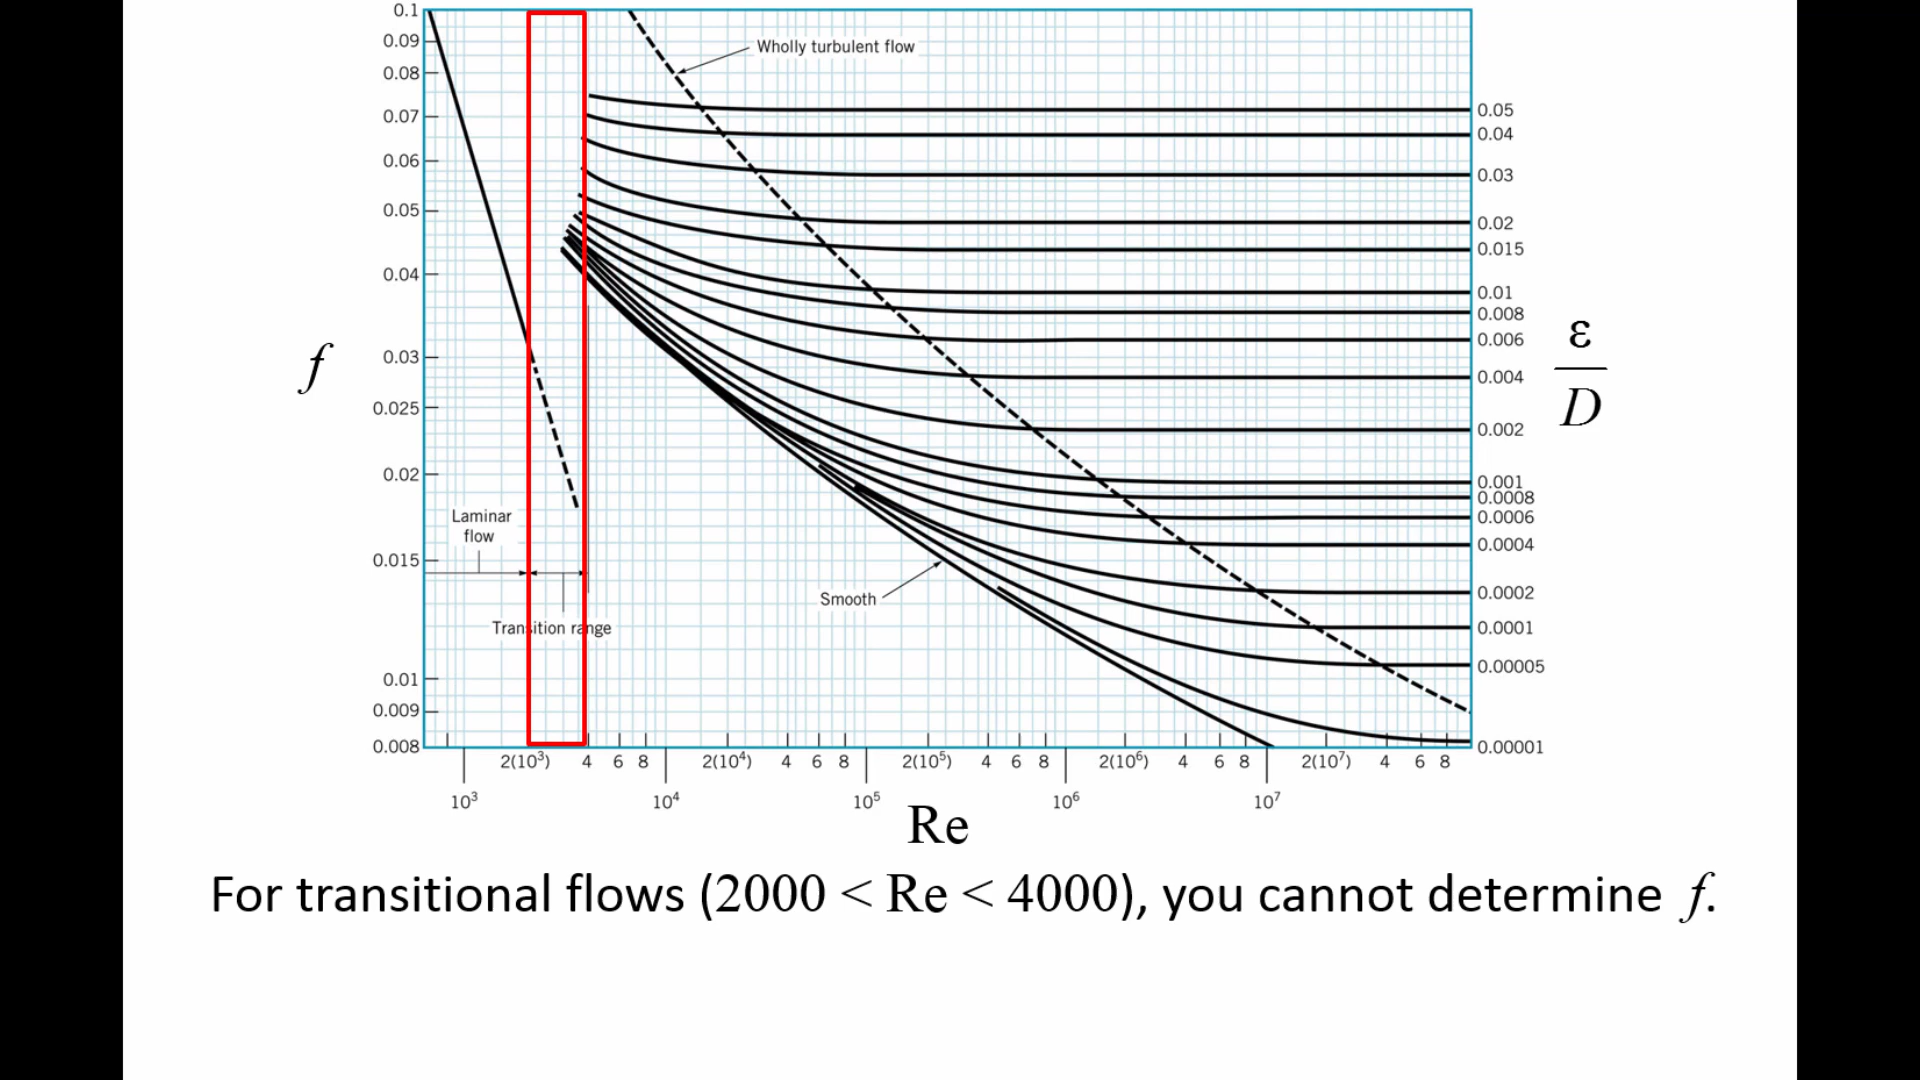 0.1
0.09
0.08
0.07
0.06
0.05
0.04
0.03
0.025
0.02
0.015
0.01
0.009
0.008
f
Wholly turbulent flow
Laminar
flow
Transition range
Smooth
0.05
0.04
0.03
0.02
0.015
0.01
0.008
0.006
0.004
0.002
0.001
0.0008
0.0006
0.0004
0.0002
0.0001
0.00005
0.00001
ε
D
2(10³) 4 6 8 2(10⁴) 4 6 8 2(10⁵) 4 6 8 2(10⁶) 4 6 8 2(10⁷) 4 6 8
10³ 10⁴ 10⁵ 10⁶ 10⁷
Re
For transitional flows (2000 < Re < 4000), you cannot determine f.